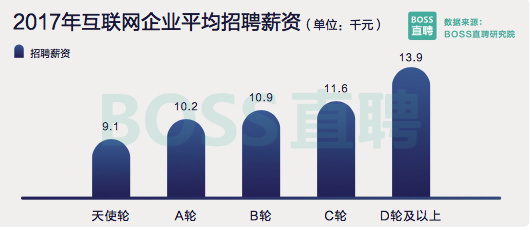 2017年互联网企业平均招聘薪资（单位：千元）
BOSS
直聘
数据来源：
BOSS直聘研究院
招聘薪资
BOSS直聘
9.1
10.2
10.9
11.6
13.9
天使轮
A轮
B轮
C轮
D轮及以上